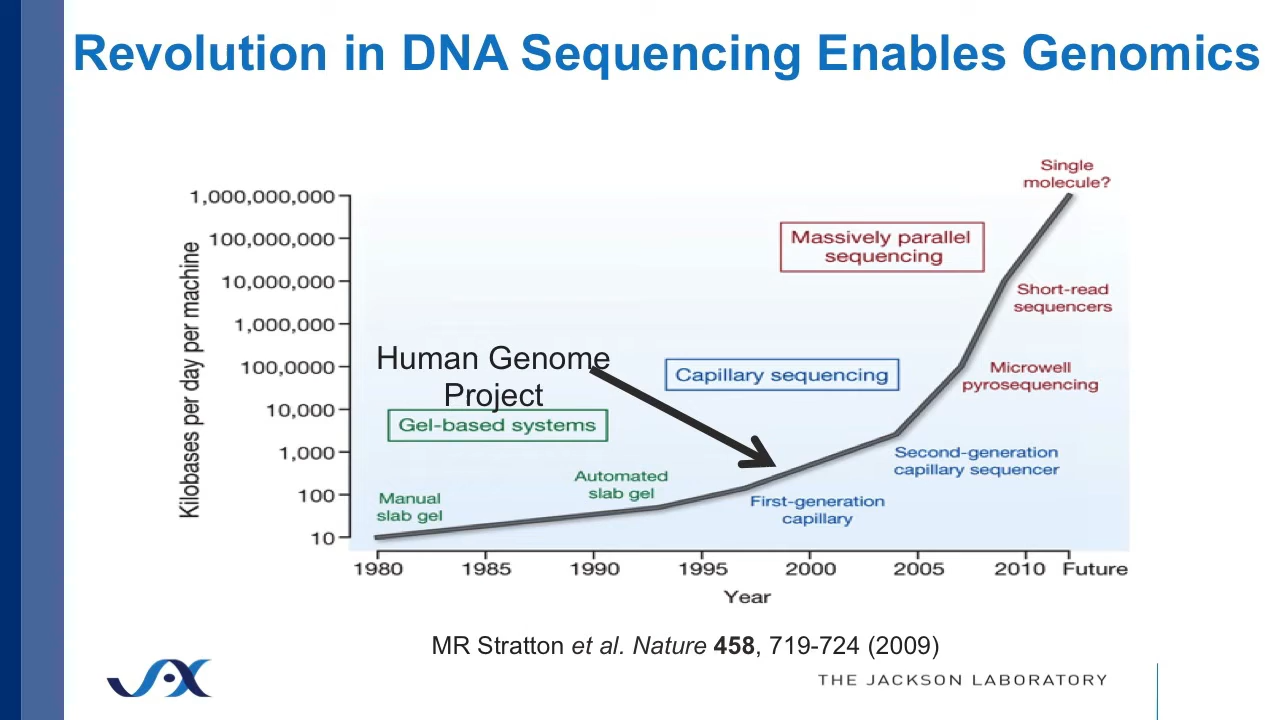 Revolution in DNA Sequencing Enables Genomics
Single
molecule?
1,000,000,000
100,000,000
10,000,000
1,000,000
100,0000
10,000
1,000
100
10
Kilobases per day per machine
Massively parallel
sequencing
Short-read
sequencers
Human Genome
Project
Capillary sequencing
Microwell
pyrosequencing
Gel-based systems
Second-generation
capillary sequencer
Automated
slab gel
Manual
slab gel
First-generation
capillary
1980 1985 1990 1995 2000 2005 2010 Future
Year
MR Stratton et al. Nature 458, 719-724 (2009)
JAX
THE JACKSON LABORATORY